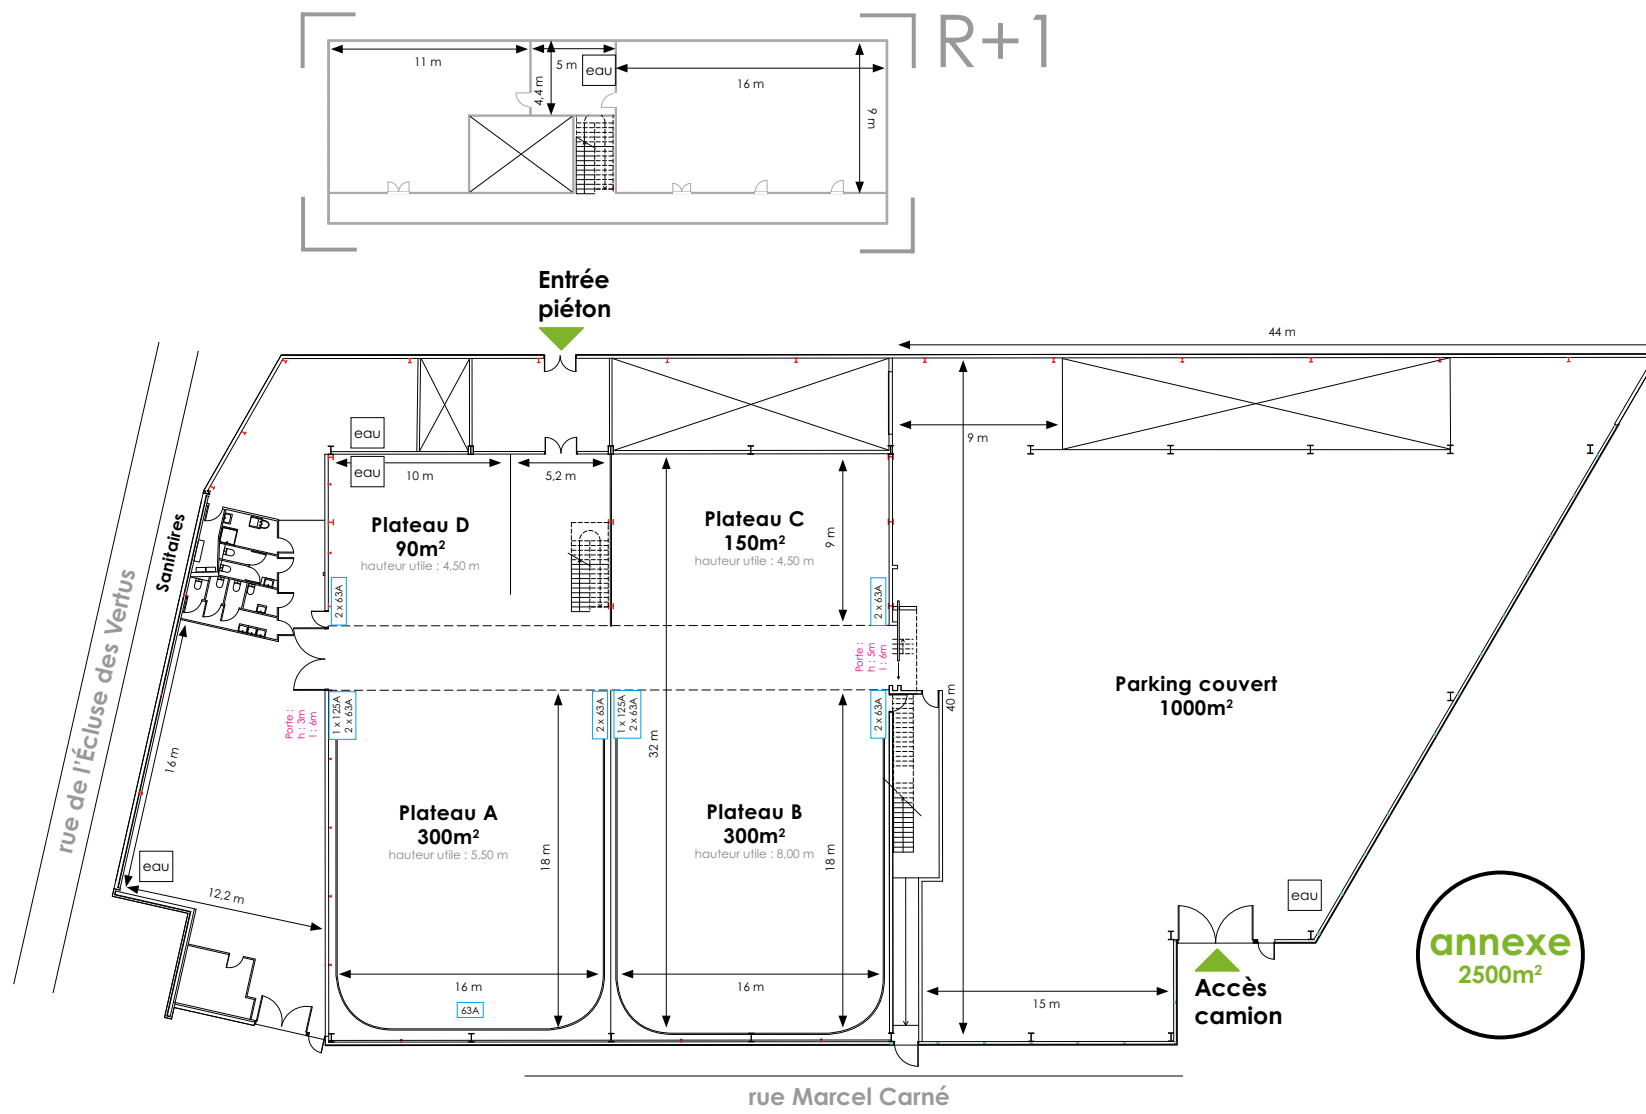 R+1
11 m
5 m
eau
4,4 m
16 m
9 m
Entrée
piéton
44 m
9 m
eau
eau
10 m
5,2 m
Plateau D
90m²
hauteur utile : 4,50 m
Plateau C
150m²
hauteur utile : 4,50 m
9 m
Sanitaires
rue de l'Écluse des Vertus
2 x 63A
2 x 63A
Porte :
h : 5m
l : 6m
Parking couvert
1000m²
40 m
Porte :
h : 3m
l : 6m
1 x 125A
2 x 63A
2 x 63A
1 x 125A
2 x 63A
2 x 63A
32 m
16 m
Plateau A
300m²
hauteur utile : 5,50 m
18 m
Plateau B
300m²
hauteur utile : 8,00 m
18 m
eau
12,2 m
eau
16 m
63A
16 m
15 m
Accès
camion
annexe
2500m²
rue Marcel Carné